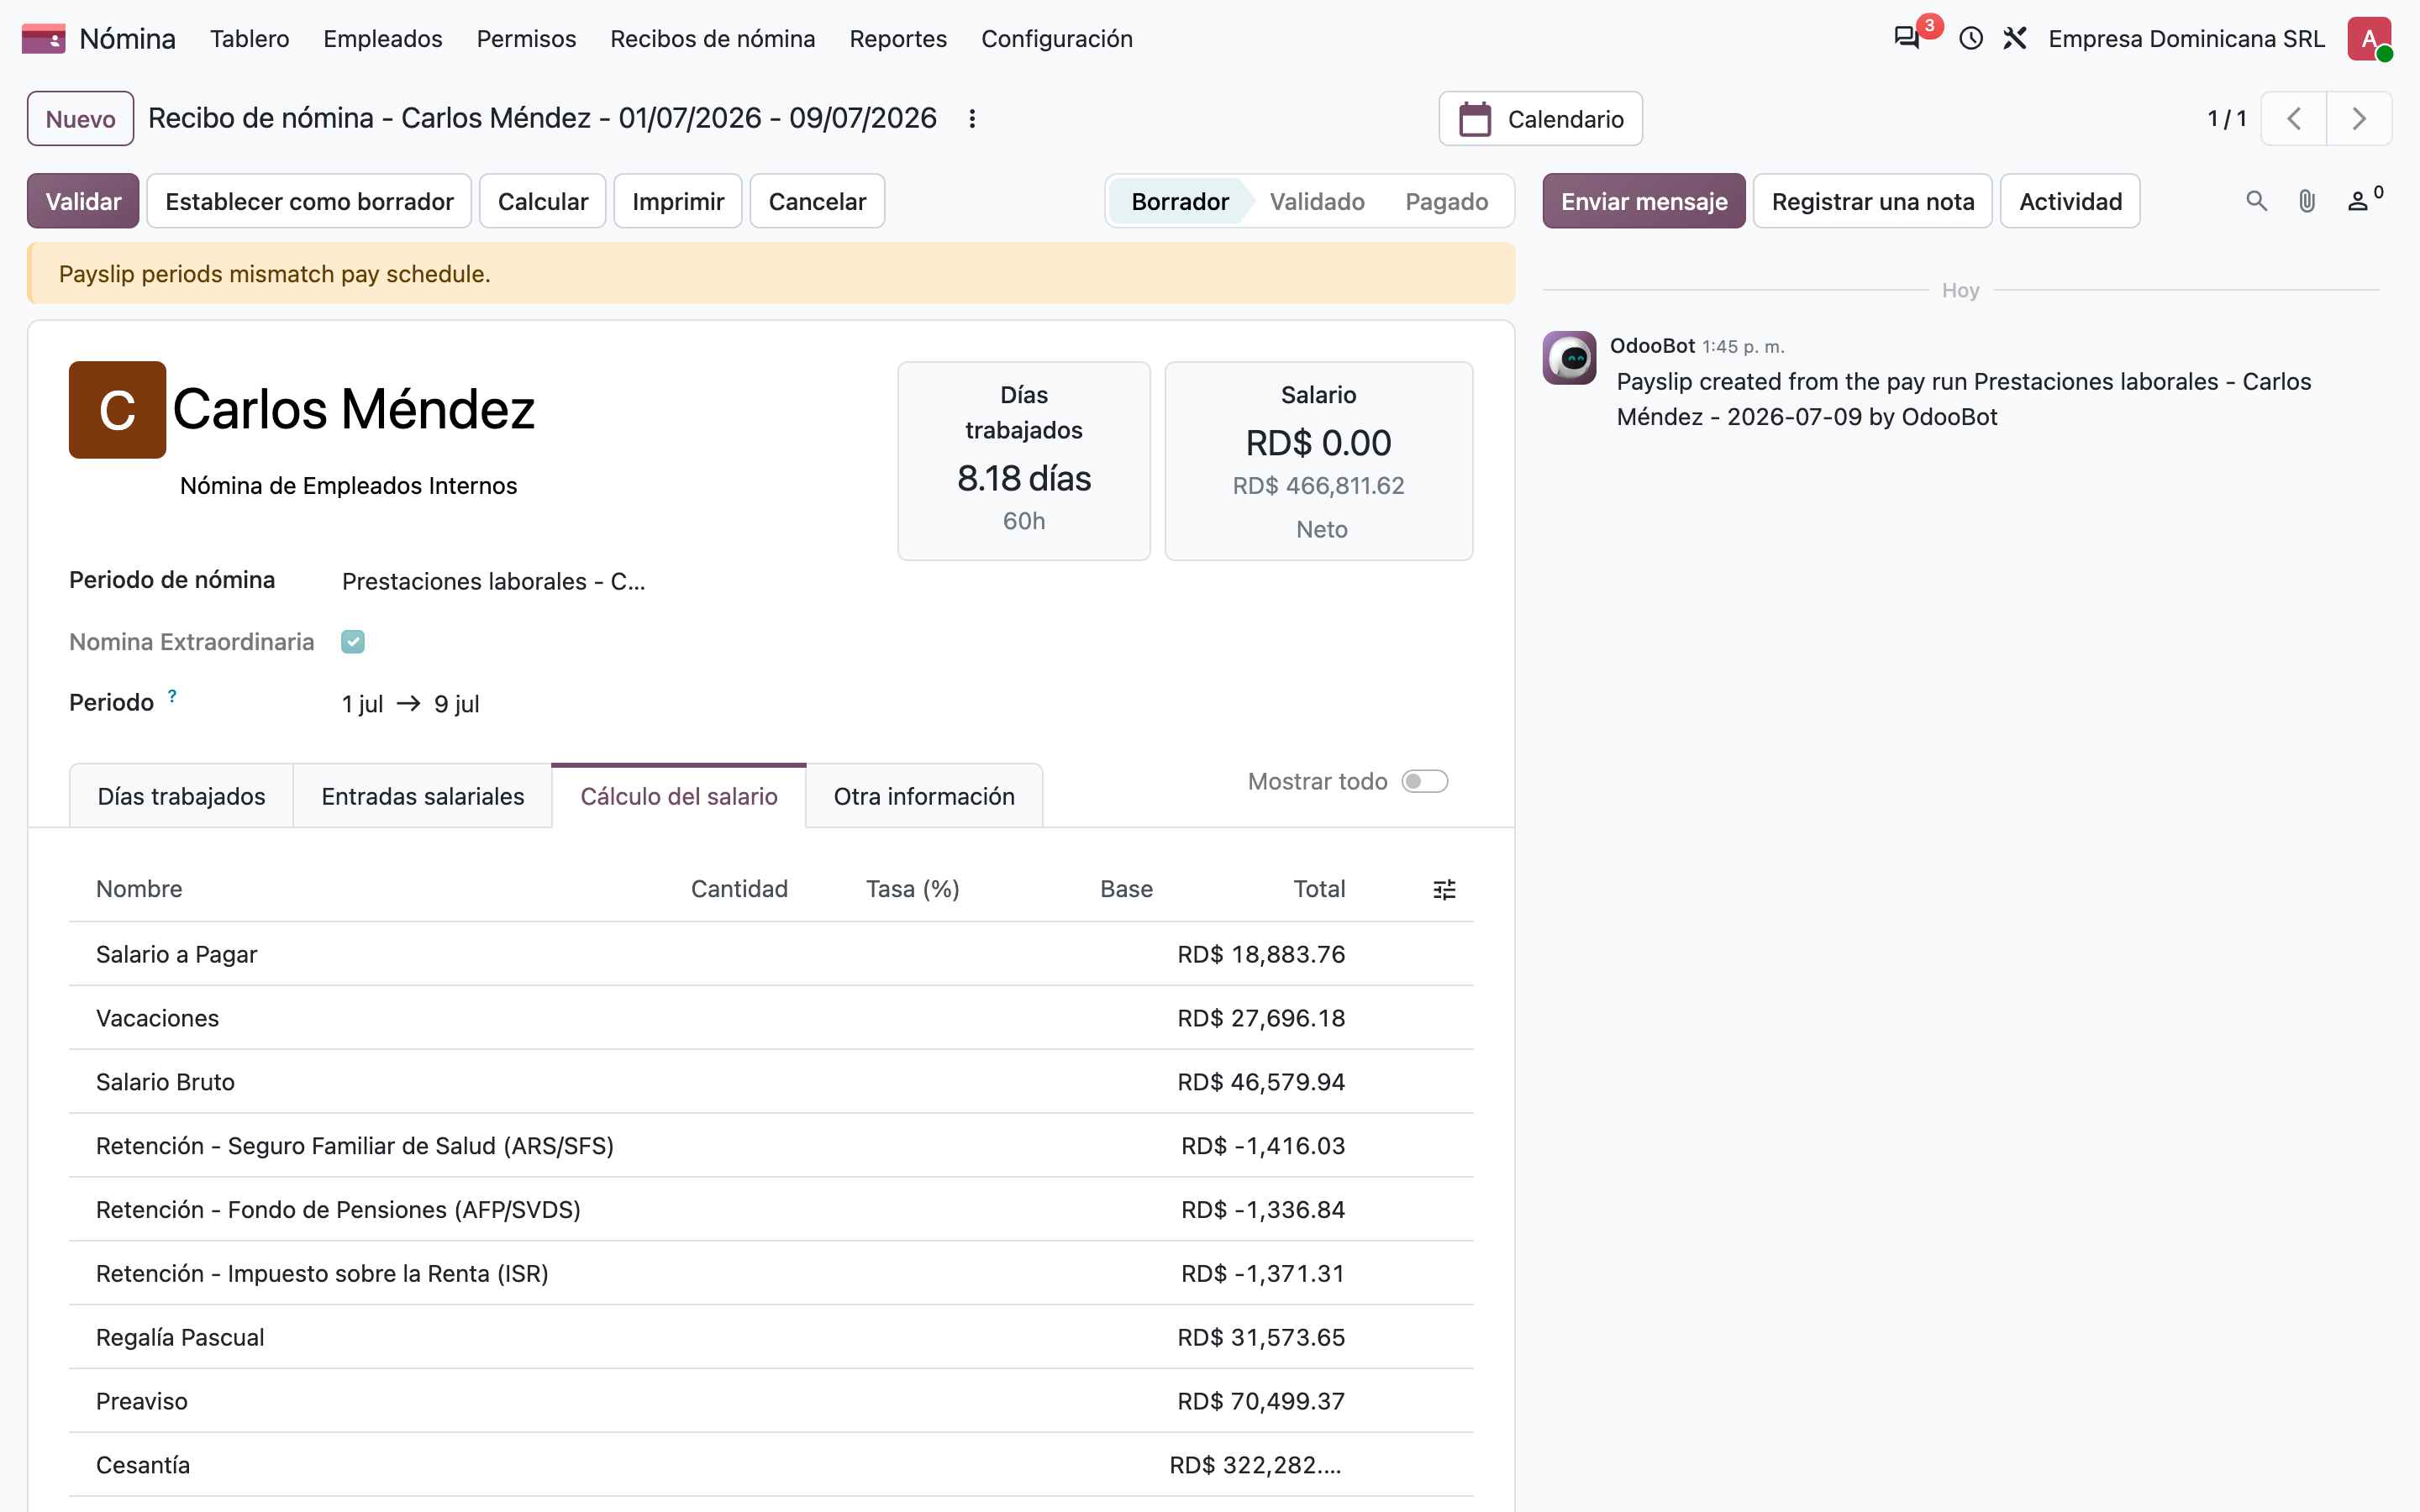 Nómina Tablero Empleados Permisos Recibos de nómina Reportes Configuración 3 Empresa Dominicana SRL A
Nuevo Recibo de nómina - Carlos Méndez - 01/07/2026 - 09/07/2026 Calendario 1 / 1
Validar Establecer como borrador Calcular Imprimir Cancelar Borrador Validado Pagado Enviar mensaje Registrar una nota Actividad 0
Payslip periods mismatch pay schedule.
Hoy
OdooBot 1:45 p. m.
Payslip created from the pay run Prestaciones laborales - Carlos
Méndez - 2026-07-09 by OdooBot
C Carlos Méndez
Nómina de Empleados Internos
Días
trabajados
8.18 días
60h
Salario
RD$ 0.00
RD$ 466,811.62
Neto
Periodo de nómina Prestaciones laborales - C...
Nomina Extraordinaria
Periodo ? 1 jul → 9 jul
Días trabajados Entradas salariales Cálculo del salario Otra información Mostrar todo
Nombre Cantidad Tasa (%) Base Total
Salario a Pagar RD$ 18,883.76
Vacaciones RD$ 27,696.18
Salario Bruto RD$ 46,579.94
Retención - Seguro Familiar de Salud (ARS/SFS) RD$ -1,416.03
Retención - Fondo de Pensiones (AFP/SVDS) RD$ -1,336.84
Retención - Impuesto sobre la Renta (ISR) RD$ -1,371.31
Regalía Pascual RD$ 31,573.65
Preaviso RD$ 70,499.37
Cesantía RD$ 322,282....